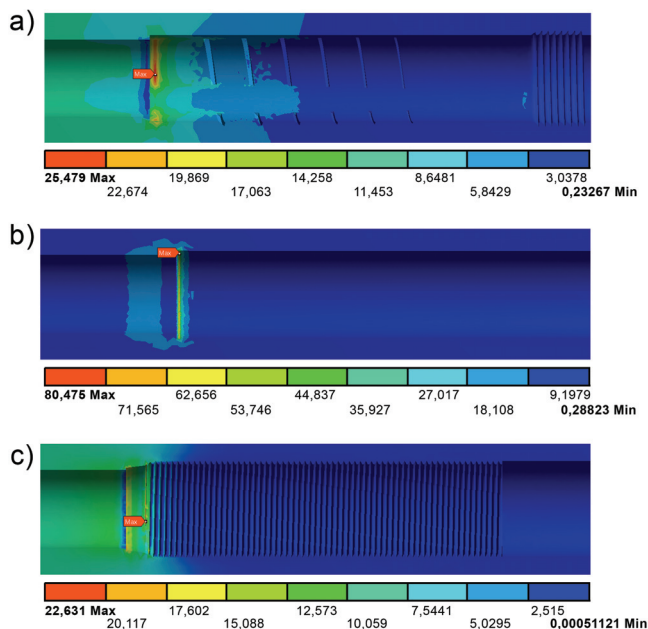 a)
Max
19,869 14,258 8,6481 3,0378
25,479 Max 22,674 17,063 11,453 5,8429 0,23267 Min
b)
Max
80,475 Max 62,656 44,837 27,017 9,1979
71,565 53,746 35,927 18,108 0,28823 Min
c)
Max
22,631 Max 17,602 12,573 7,5441 2,515
20,117 15,088 10,059 5,0295 0,00051121 Min